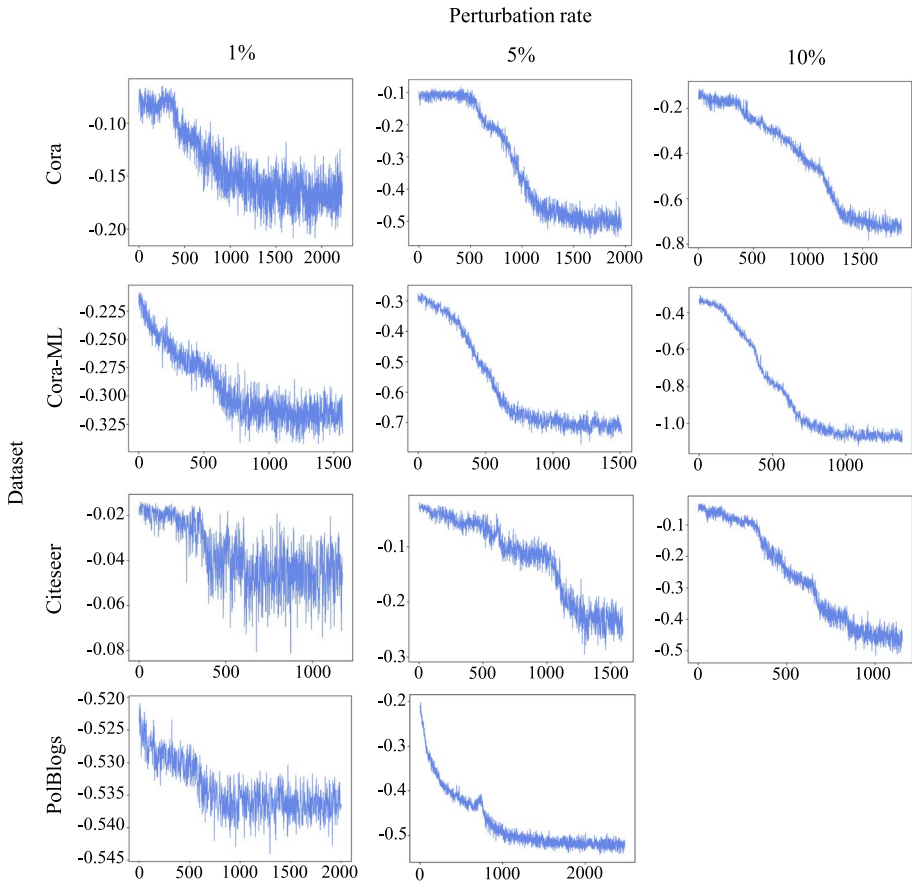 Perturbation rate
1% 5% 10%
Dataset
Cora
-0.10
-0.15
-0.20
0 500 1000 1500 2000
-0.1
-0.2
-0.3
-0.4
-0.5
0 500 1000 1500 2000
-0.2
-0.4
-0.6
-0.8
0 500 1000 1500
Cora-ML
-0.225
-0.250
-0.275
-0.300
-0.325
0 500 1000 1500
-0.3
-0.4
-0.5
-0.6
-0.7
0 500 1000 1500
-0.4
-0.6
-0.8
-1.0
0 500 1000
Citeseer
-0.02
-0.04
-0.06
-0.08
0 500 1000
-0.1
-0.2
-0.3
0 500 1000 1500
-0.1
-0.2
-0.3
-0.4
-0.5
0 500 1000
PolBlogs
-0.520
-0.525
-0.530
-0.535
-0.540
-0.545
0 500 1000 1500 2000
-0.2
-0.3
-0.4
-0.5
0 1000 2000